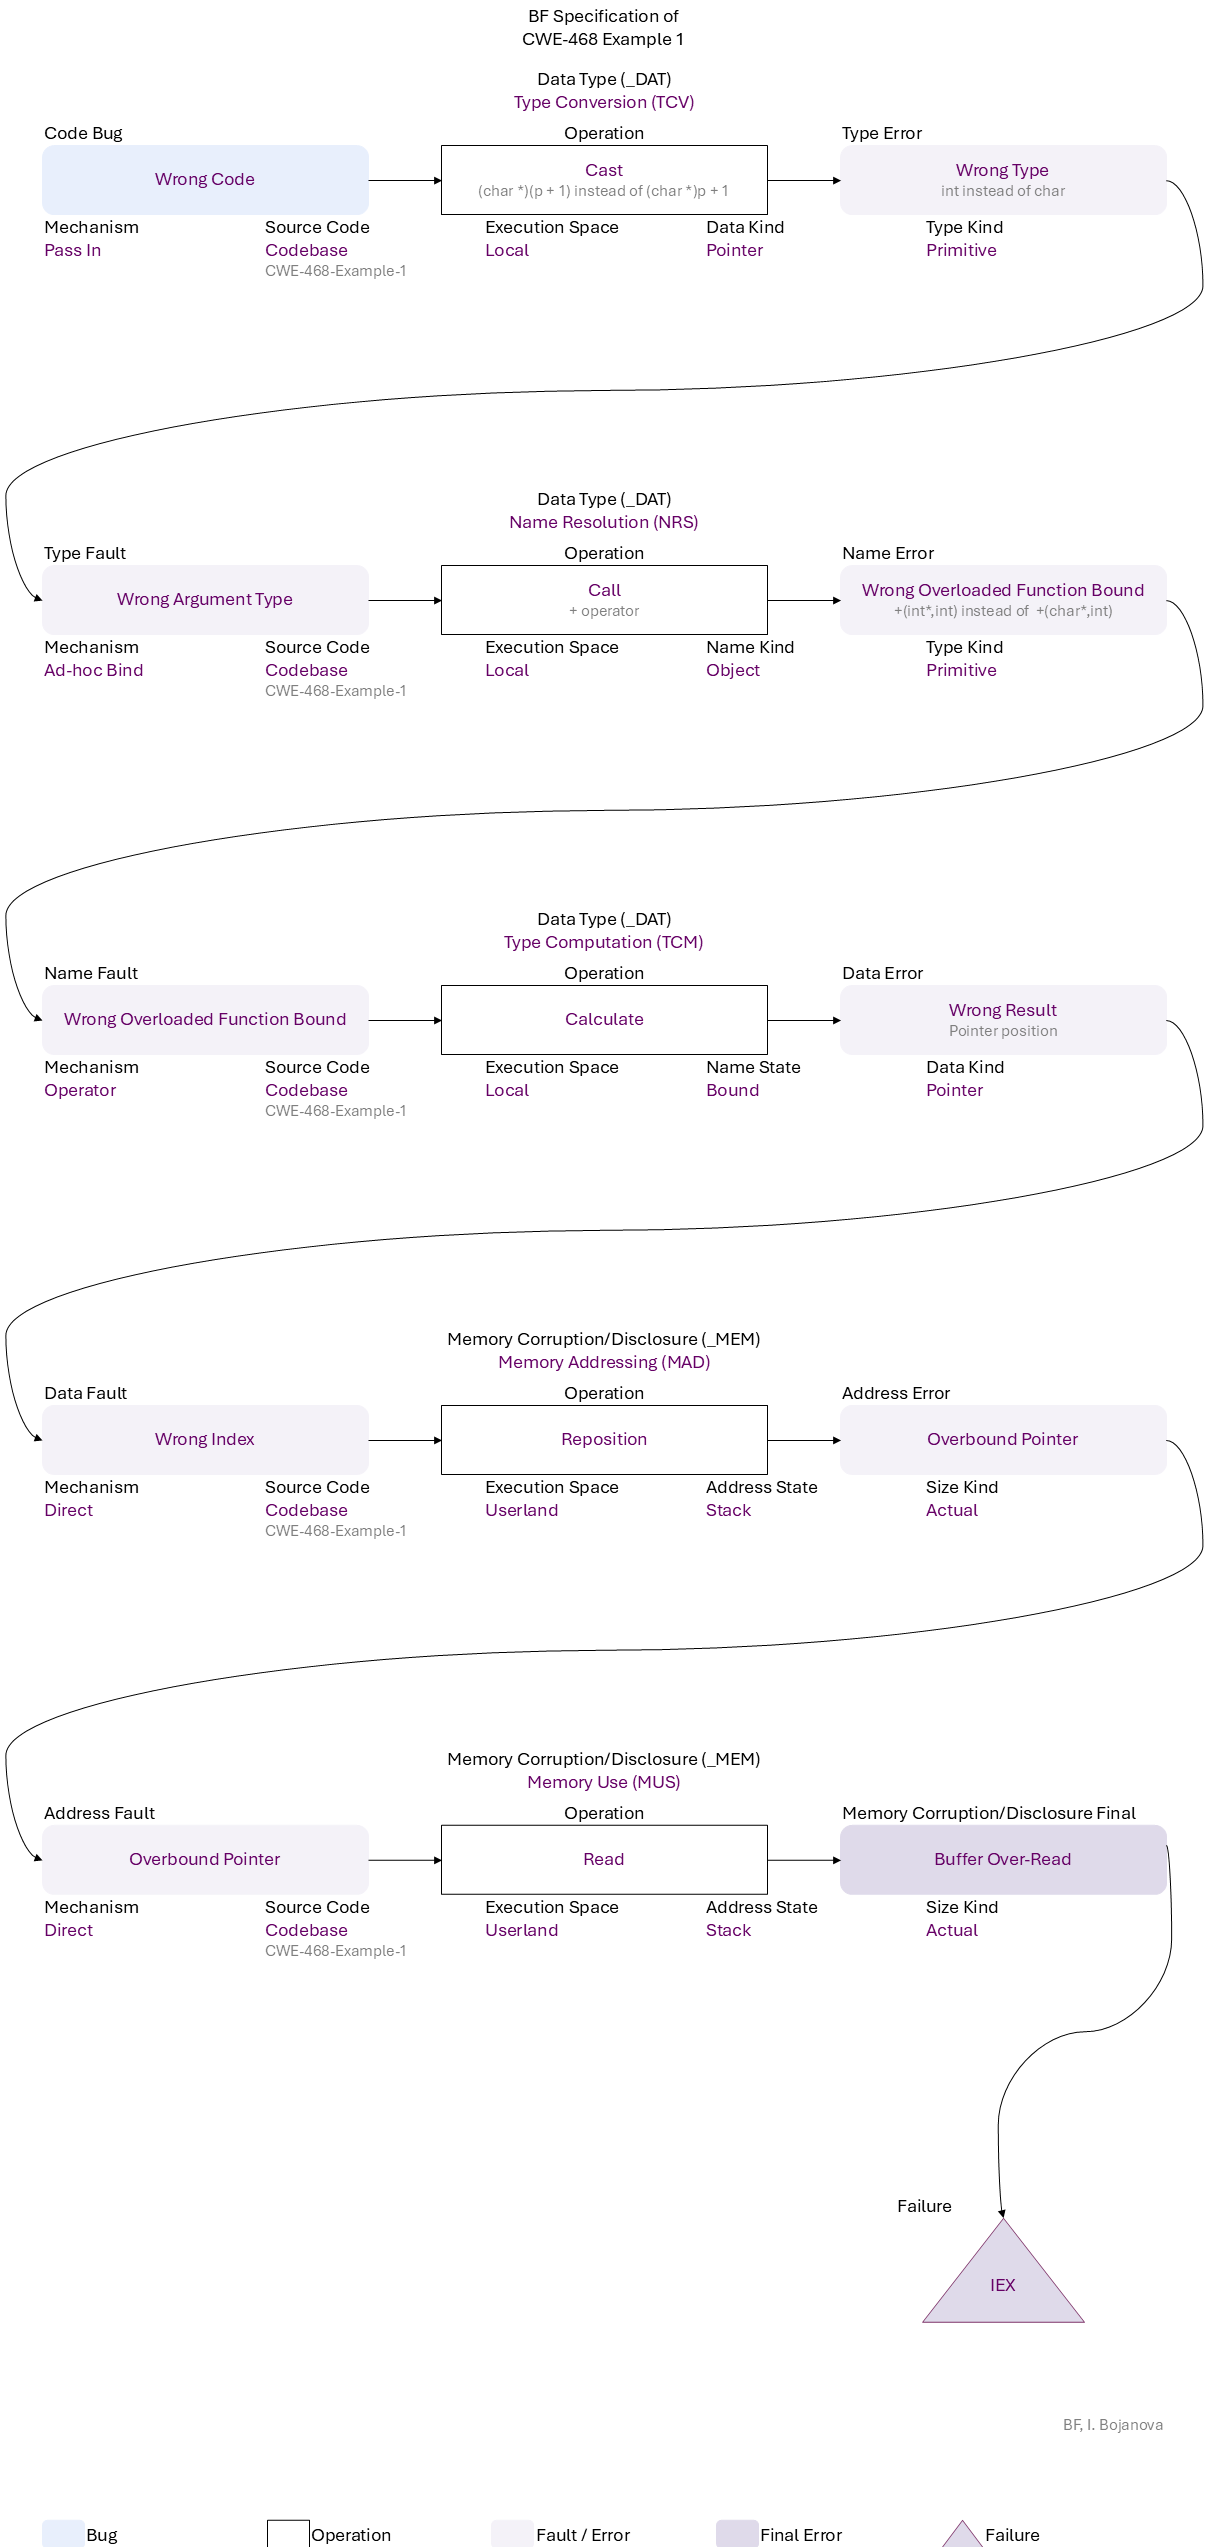 BF Specification of
CWE-468 Example 1
Data Type (_DAT)
Type Conversion (TCV)
Code Bug
Operation
Type Error
Wrong Code
Cast
(char *)(p + 1) instead of (char *)p + 1
Wrong Type
int instead of char
Mechanism
Source Code
Execution Space
Data Kind
Type Kind
Pass In
Codebase
Local
Pointer
Primitive
CWE-468-Example-1
Data Type (_DAT)
Name Resolution (NRS)
Type Fault
Operation
Name Error
Wrong Argument Type
Call
+ operator
Wrong Overloaded Function Bound
+(int*,int) instead of +(char*,int)
Mechanism
Source Code
Execution Space
Name Kind
Type Kind
Ad-hoc Bind
Codebase
Local
Object
Primitive
CWE-468-Example-1
Data Type (_DAT)
Type Computation (TCM)
Name Fault
Operation
Data Error
Wrong Overloaded Function Bound
Calculate
Wrong Result
Pointer position
Mechanism
Source Code
Execution Space
Name State
Data Kind
Operator
Codebase
Local
Bound
Pointer
CWE-468-Example-1
Memory Corruption/Disclosure (_MEM)
Memory Addressing (MAD)
Data Fault
Operation
Address Error
Wrong Index
Reposition
Overbound Pointer
Mechanism
Source Code
Execution Space
Address State
Size Kind
Direct
Codebase
Userland
Stack
Actual
CWE-468-Example-1
Memory Corruption/Disclosure (_MEM)
Memory Use (MUS)
Address Fault
Operation
Memory Corruption/Disclosure Final
Overbound Pointer
Read
Buffer Over-Read
Mechanism
Source Code
Execution Space
Address State
Size Kind
Direct
Codebase
Userland
Stack
Actual
CWE-468-Example-1
Failure
IEX
BF, I. Bojanova
Bug
Operation
Fault / Error
Final Error
Failure